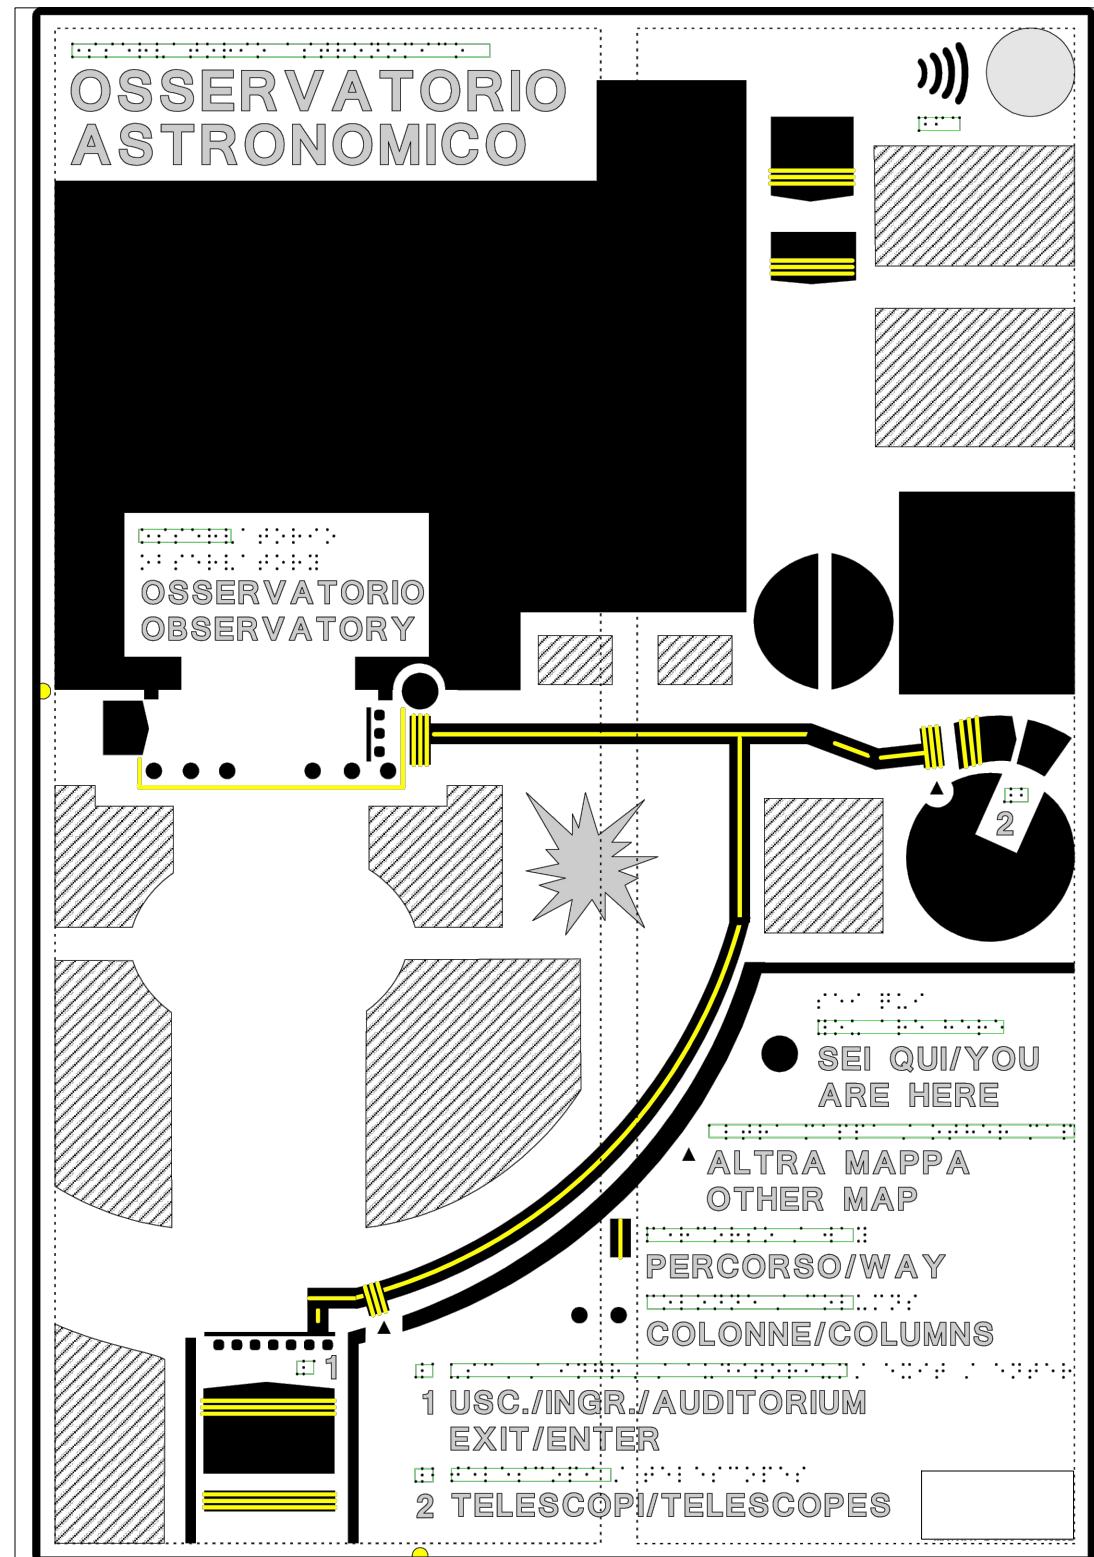 OSSERVATORIO
ASTRONOMICO
OSSERVATORIO
OBSERVATORY
2
SEI QUI/YOU
ARE HERE
ALTRA MAPPA
OTHER MAP
PERCORSO/WAY
COLONNE/COLUMNS
1
1 USC./INGR./AUDITORIUM
EXIT/ENTER
2 TELESCOPI/TELESCOPES